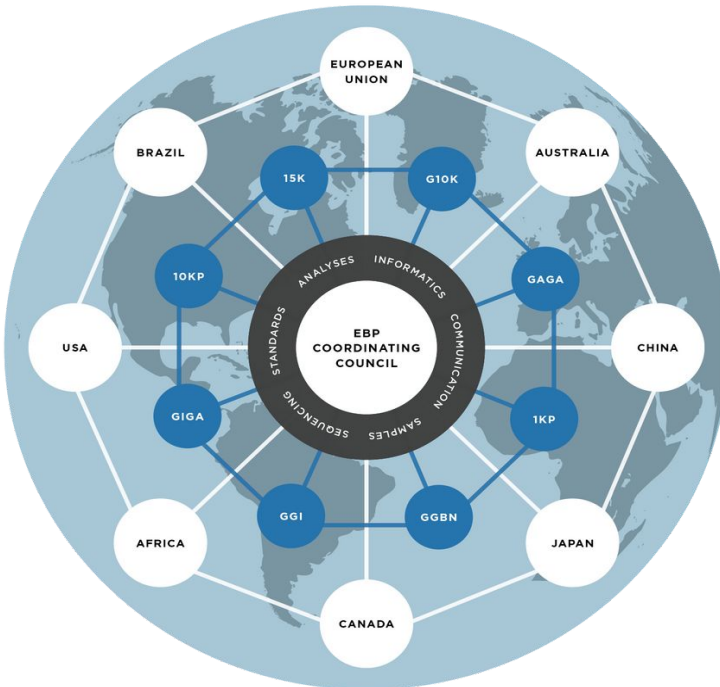 EUROPEAN
UNION
BRAZIL
AUSTRALIA
15K
G10K
ANALYSES
INFORMATICS
10KP
GAGA
STANDARDS
COMMUNICATION
EBP
COORDINATING
COUNCIL
USA
CHINA
GIGA
1KP
SEQUENCING
SAMPLES
GGI
GGBN
AFRICA
JAPAN
CANADA